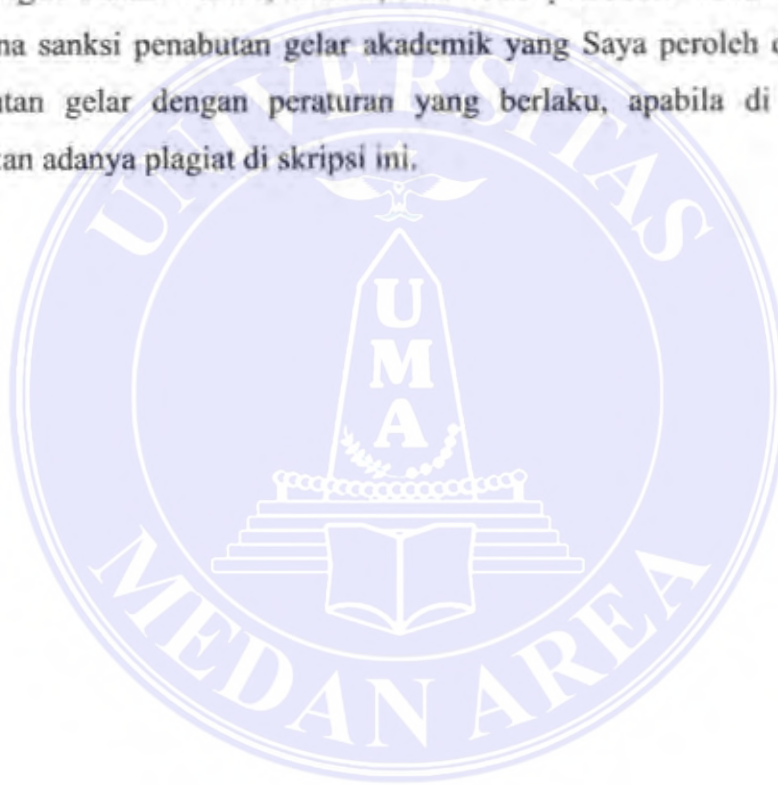 na sanksi penabutan gelar akademik yang Saya peroleh
tan gelar dengan peraturan yang berlaku, apabila di
an adanya plagiat di skripsi ini.
UNIVERSITAS
U
M
A
MEDAN AREA